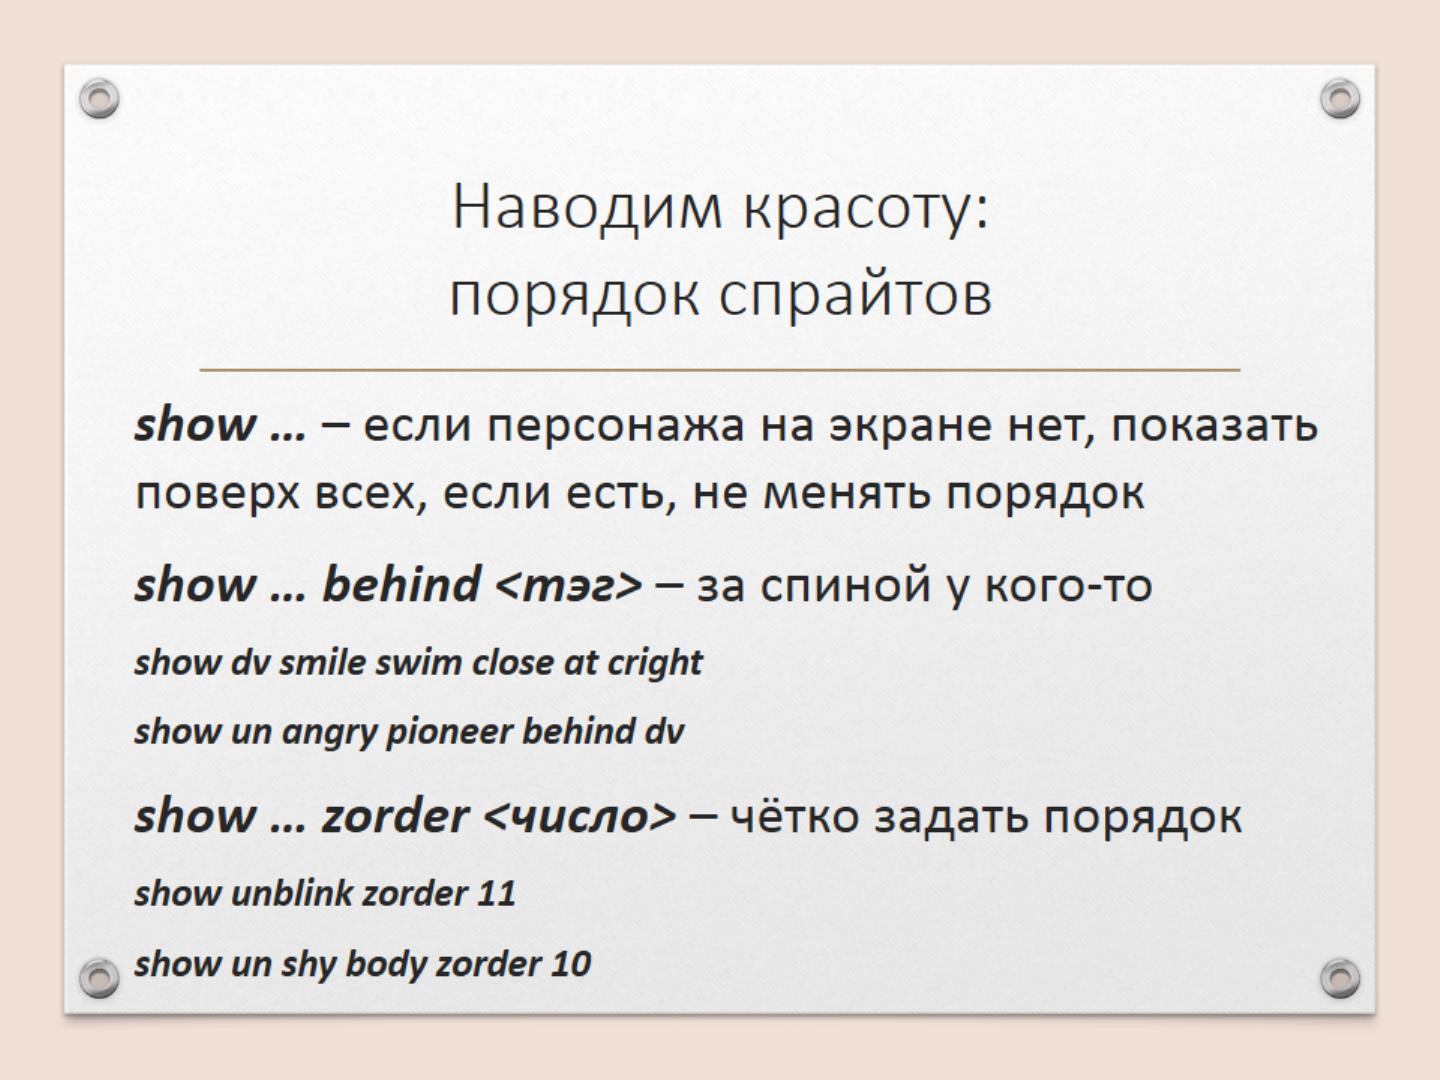 Наводим красоту:
порядок спрайтов
show … – если персонажа на экране нет, показать
поверх всех, если есть, не менять порядок
show … behind <тэг> – за спиной у кого-то
show dv smile swim close at cright
show un angry pioneer behind dv
show … zorder <число> – чётко задать порядок
show unblink zorder 11
show un shy body zorder 10